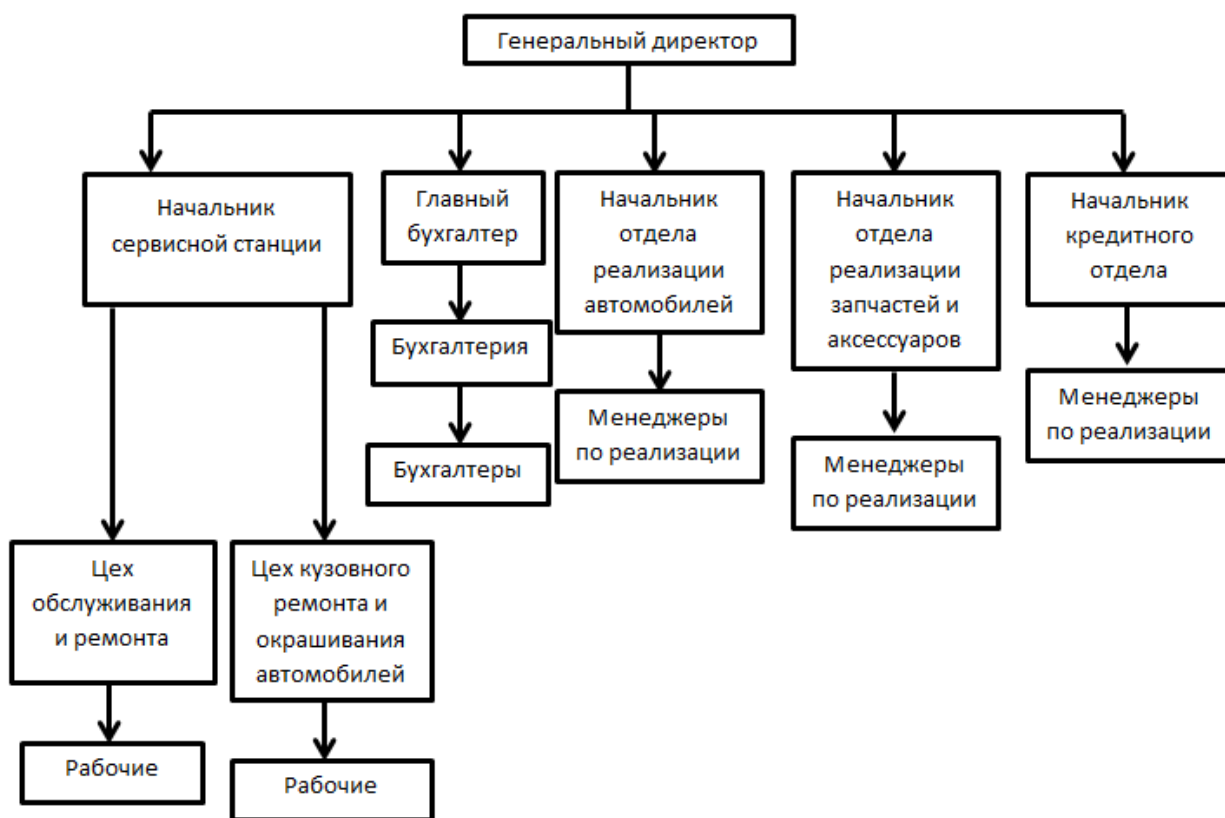 Генеральный директор
Начальник
сервисной станции
Главный
бухгалтер
Начальник
отдела
реализации
автомобилей
Начальник
отдела
реализации
запчастей и
аксессуаров
Начальник
кредитного
отдела
Бухгалтерия
Бухгалтеры
Менеджеры
по реализации
Менеджеры
по реализации
Менеджеры
по реализации
Цех
обслуживания
и ремонта
Цех кузовного
ремонта и
окрашивания
автомобилей
Рабочие
Рабочие